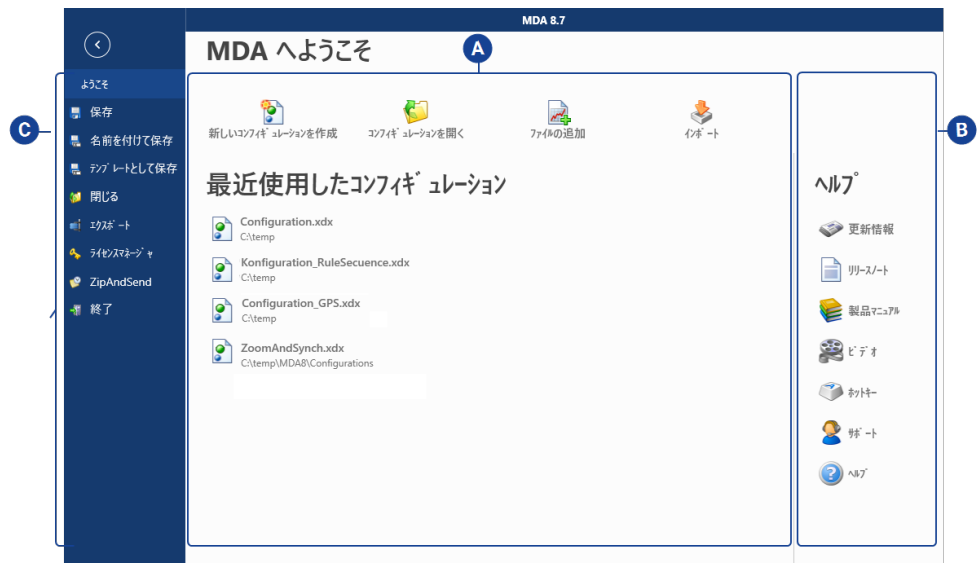 MDA 8.7
MDA へようこそ
A
ようこそ
保存
名前を付けて保存
テンプレートとして保存
閉じる
エクスポート
ライセンスマネージャ
ZipAndSend
終了
C
新しいコンフィギュレーションを作成
コンフィギュレーションを開く
ファイルの追加
インポート
最近使用したコンフィギュレーション
Configuration.xdx
C:\temp
Konfiguration_RuleSecuence.xdx
C:\temp
Configuration_GPS.xdx
C:\temp
ZoomAndSynch.xdx
C:\temp\MDA8\Configurations
B
ヘルプ
更新情報
リリースノート
製品マニュアル
ビデオ
ホットキー
サポート
ヘルプ